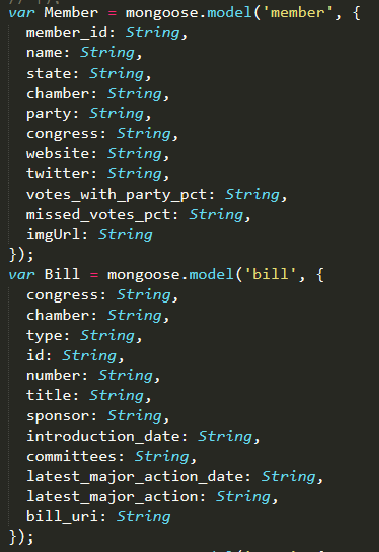 var Member = mongoose.model('member", {
  member_id: String,
  name: String,
  state: String,
  chamber: String,
  party: String,
  congress: String,
  website: String,
  twitter: String,
  votes_with_party_pct: String,
  missed_votes_pct: String,
  imgUrl: String
});
var Bill = mongoose.model('bill', {
  congress: String,
  chamber: String,
  type: String,
  id: String,
  number: String,
  title: String,
  sponsor: String,
  introduction_date: String,
  committees: String,
  latest_major_action_date: String,
  latest_major_action: String,
  bill_uri: String
});